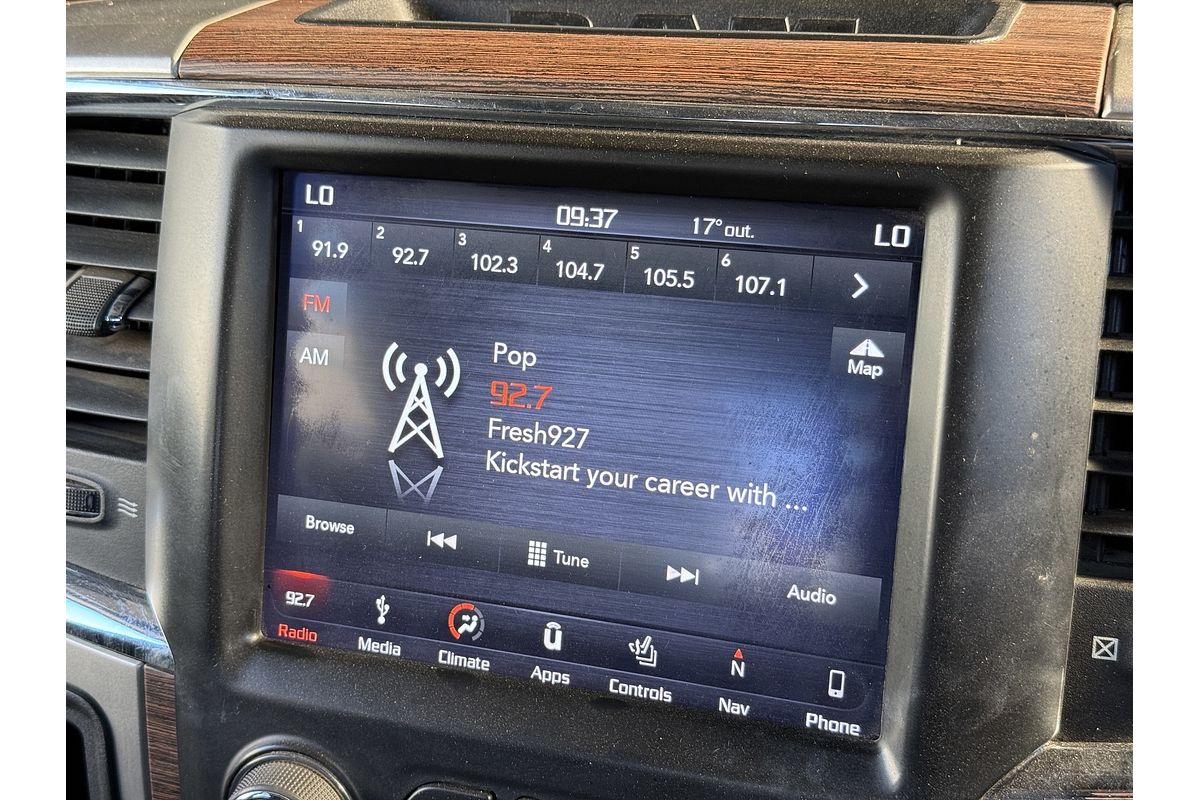 LO 09:37 17° out. LO
1 91.9 2 92.7 3 102.3 4 104.7 5 105.5 6 107.1
FM
AM
Map
Pop
92.7
Fresh927
Kickstart your career with ...
Browse Tune Audio
92.7 N
Radio Media Climate Apps Controls Nav Phone